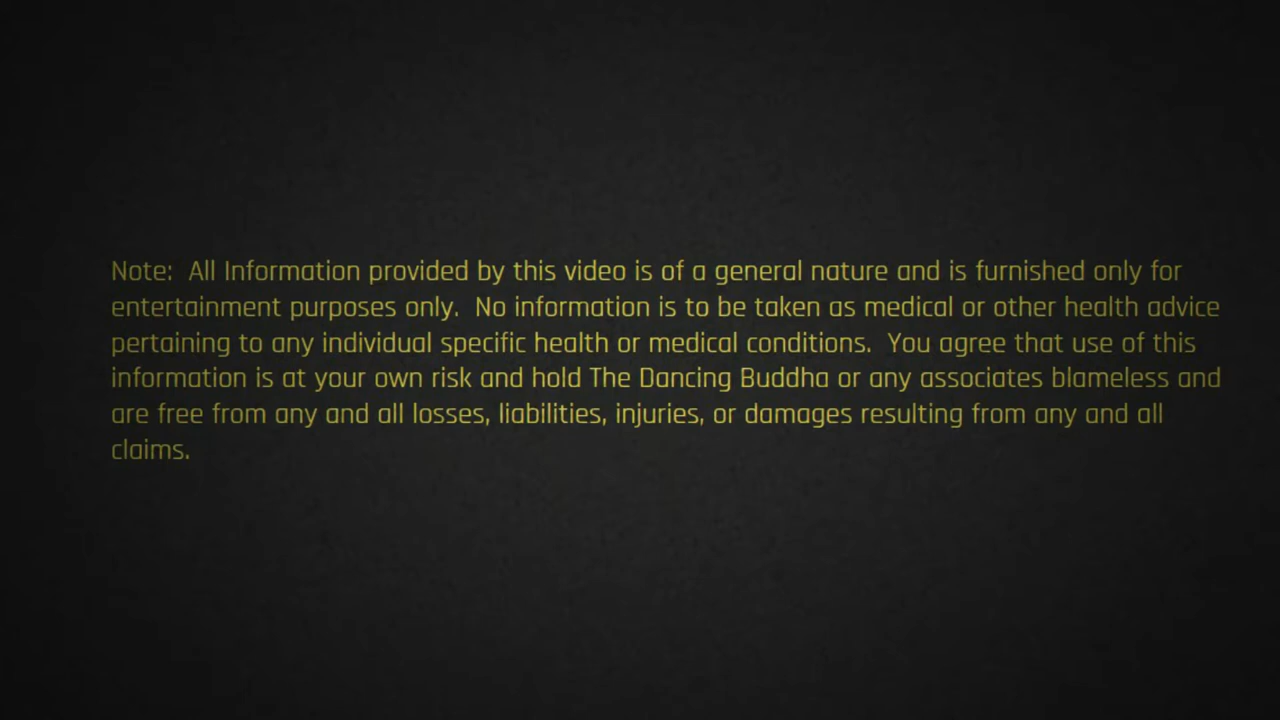 Note:  All Information provided by this video is of a general nature and is furnished only for
entertainment purposes only.  No information is to be taken as medical or other health advice
pertaining to any individual specific health or medical conditions.  You agree that use of this
information is at your own risk and hold The Dancing Buddha or any associates blameless and
are free from any and all losses, liabilities, injuries, or damages resulting from any and all
claims.